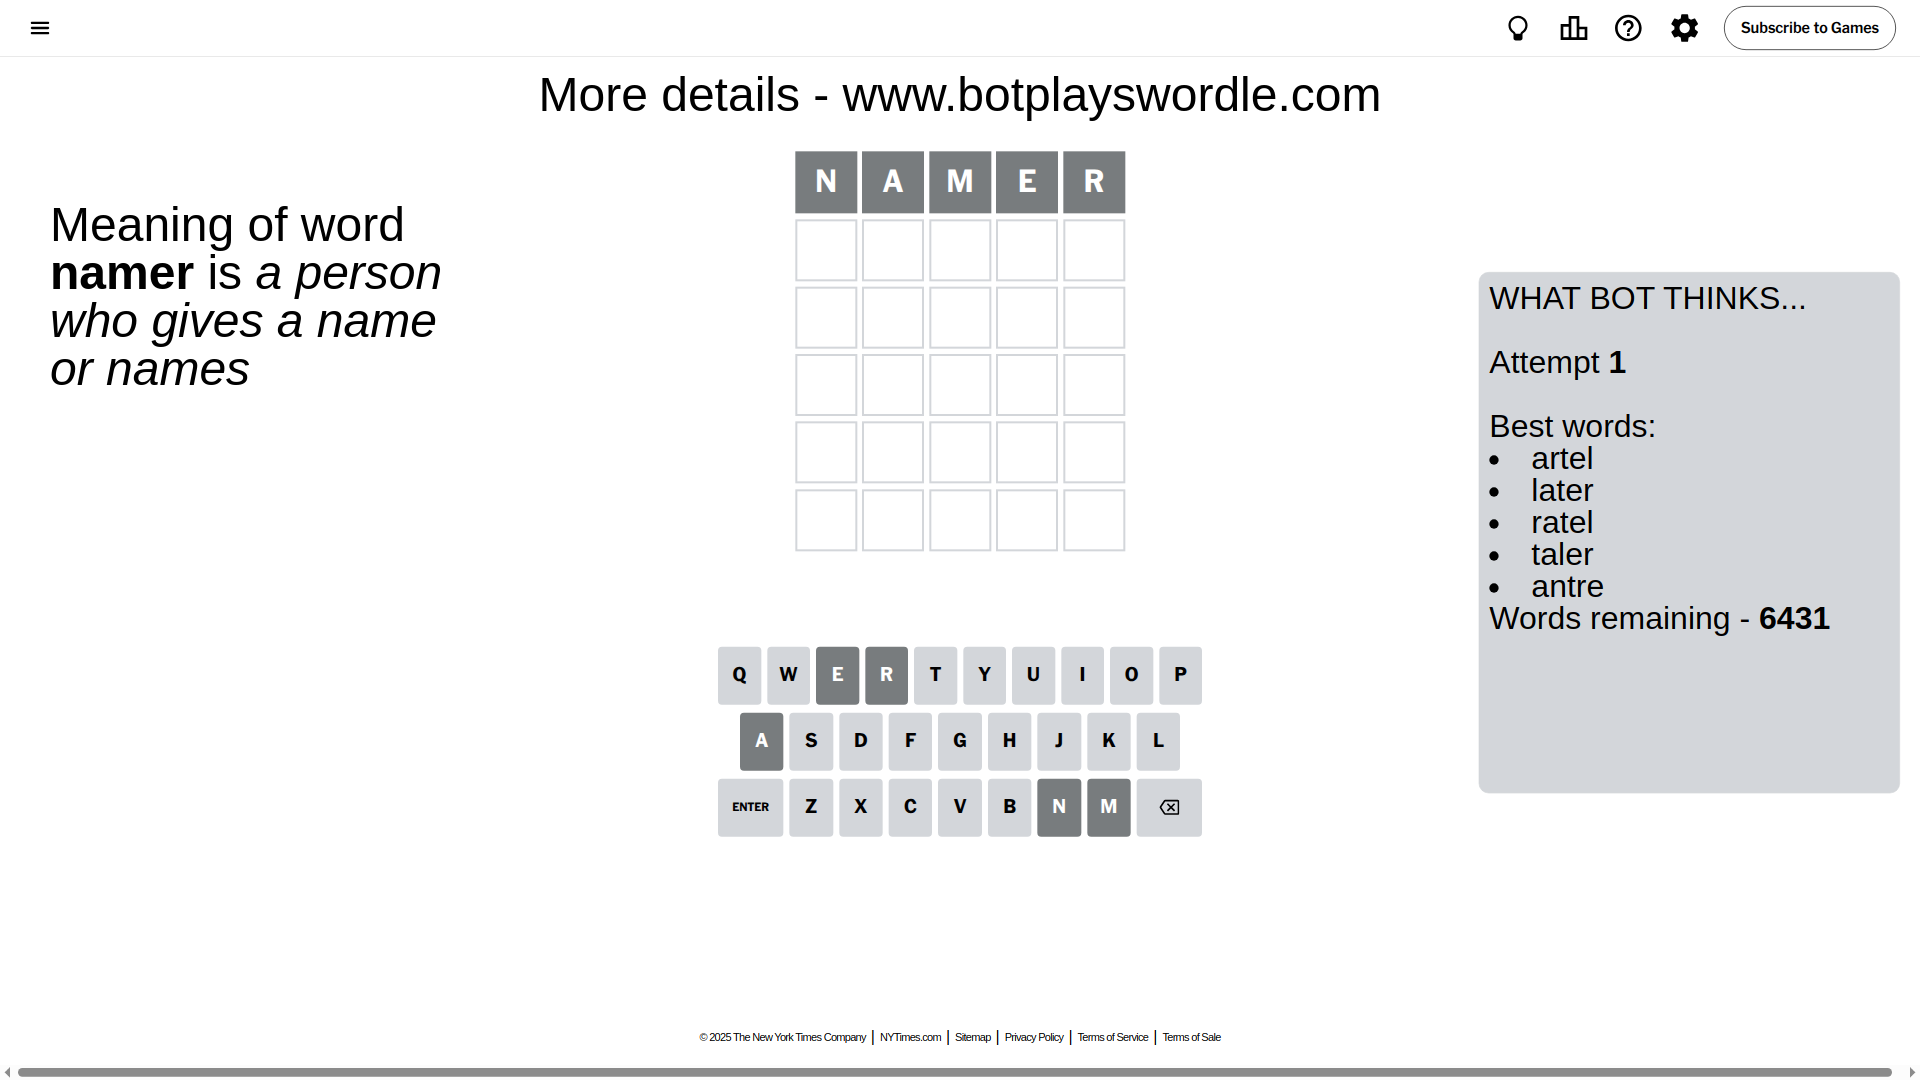 Subscribe to Games
More details - www.botplayswordle.com
N A M E R
Meaning of word
namer is a person
who gives a name
or names
WHAT BOT THINKS...
Attempt 1
Best words:
• artel
• later
• ratel
• taler
• antre
Words remaining - 6431
Q W E R T Y U I O P
A S D F G H J K L
ENTER Z X C V B N M
© 2025 The New York Times Company | NYTimes.com | Sitemap | Privacy Policy | Terms of Service | Terms of Sale